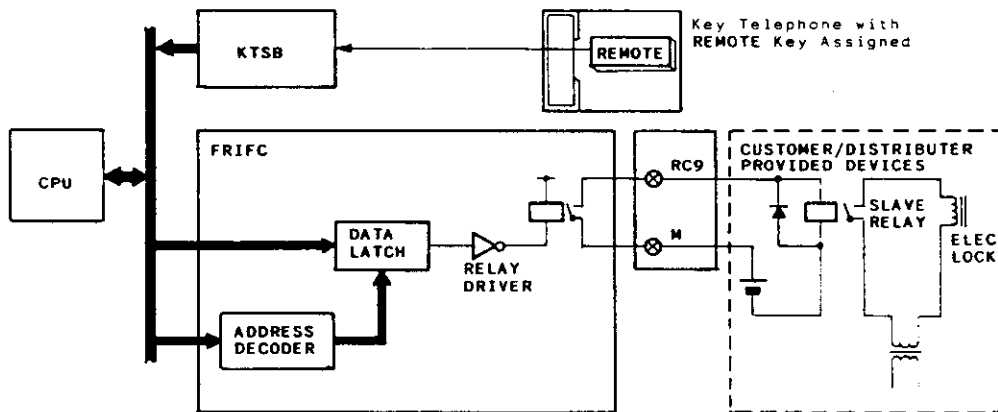 Key Telephone with
REMOTE Key Assigned
KTSB
REMOTE
CPU
FRIFC
RC9
CUSTOMER/DISTRIBUTER
PROVIDED DEVICES
SLAVE
RELAY
ELEC
LOCK
M
DATA
LATCH
RELAY
DRIVER
ADDRESS
DECODER